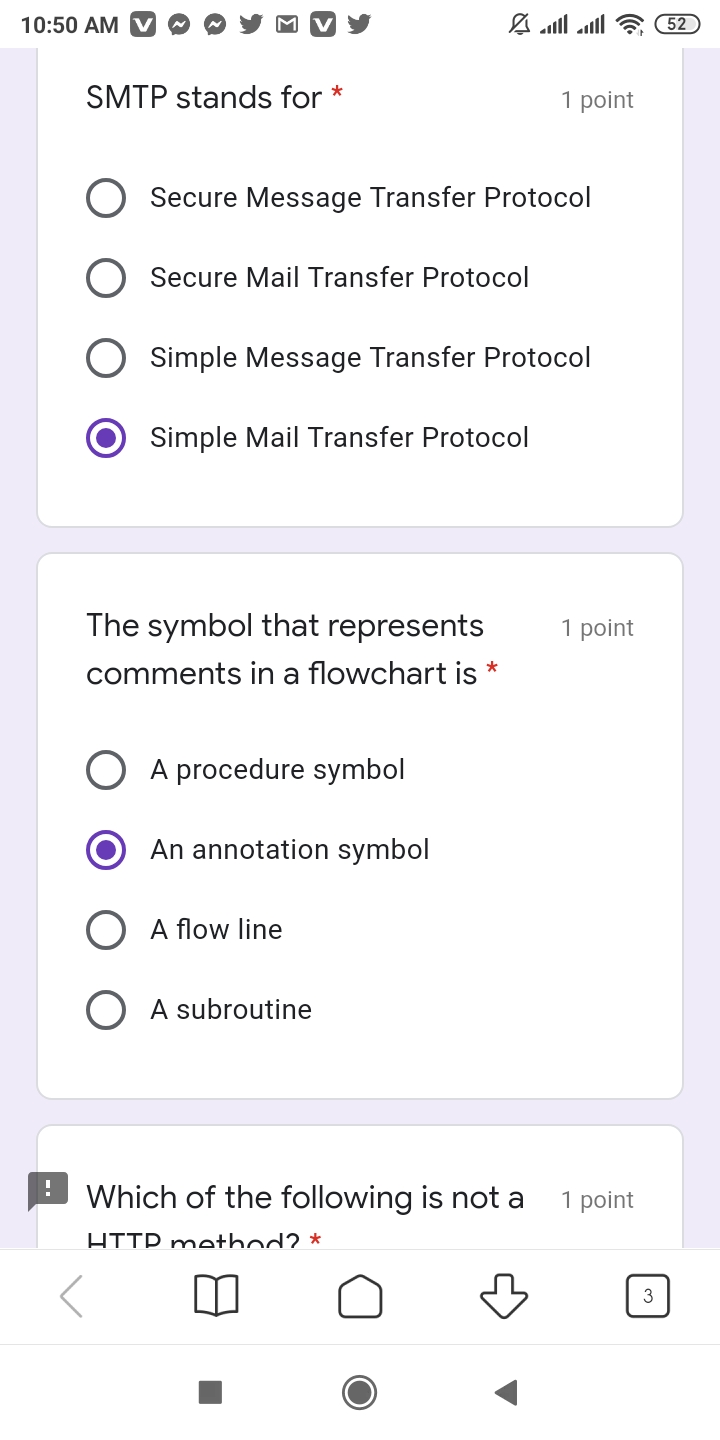 10:50 AM
52
SMTP stands for *
1 point
Secure Message Transfer Protocol
Secure Mail Transfer Protocol
Simple Message Transfer Protocol
Simple Mail Transfer Protocol
The symbol that represents
1 point
comments in a flowchart is *
A procedure symbol
An annotation symbol
A flow line
A subroutine
Which of the following is not a
1 point
HTTP method? *
3